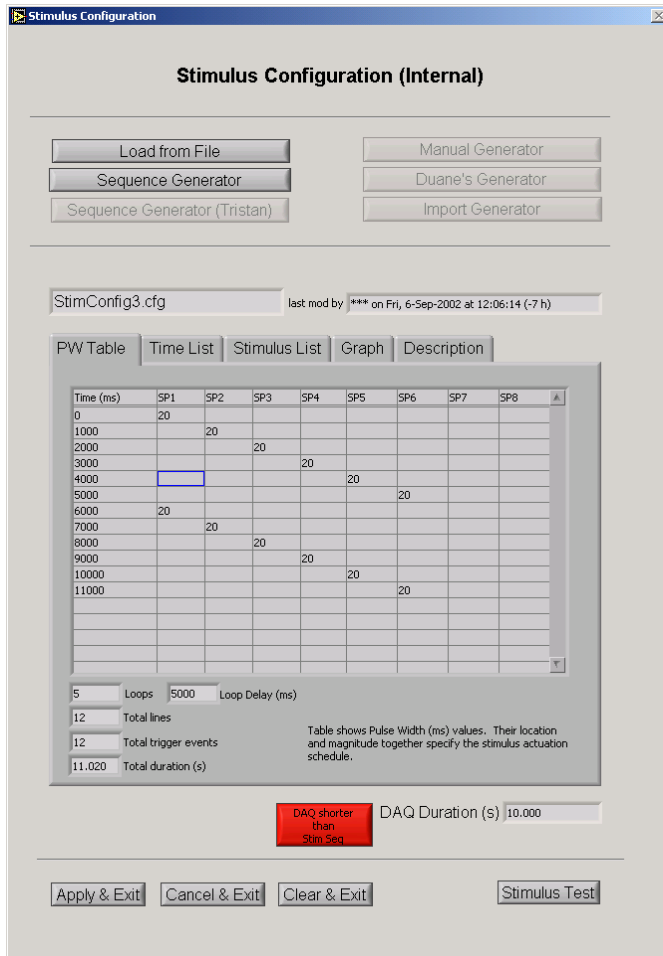 Stimulus Configuration
Stimulus Configuration (Internal)
Load from File
Manual Generator
Sequence Generator
Duane's Generator
Sequence Generator (Tristan)
Import Generator
StimConfig3.cfg last mod by *** on Fri, 6-Sep-2002 at 12:06:14 (-7 h)
PW Table Time List Stimulus List Graph Description
Time (ms) SP1 SP2 SP3 SP4 SP5 SP6 SP7 SP8
0 20
1000 20
2000 20
3000 20
4000 20
5000 20
6000 20
7000 20
8000 20
9000 20
10000 20
11000 20
5 Loops 5000 Loop Delay (ms)
12 Total lines
12 Total trigger events
11.020 Total duration (s)
Table shows Pulse Width (ms) values. Their location
and magnitude together specify the stimulus actuation
schedule.
DAQ shorter
than
Stim Seq
DAQ Duration (s) 10.000
Apply & Exit Cancel & Exit Clear & Exit Stimulus Test